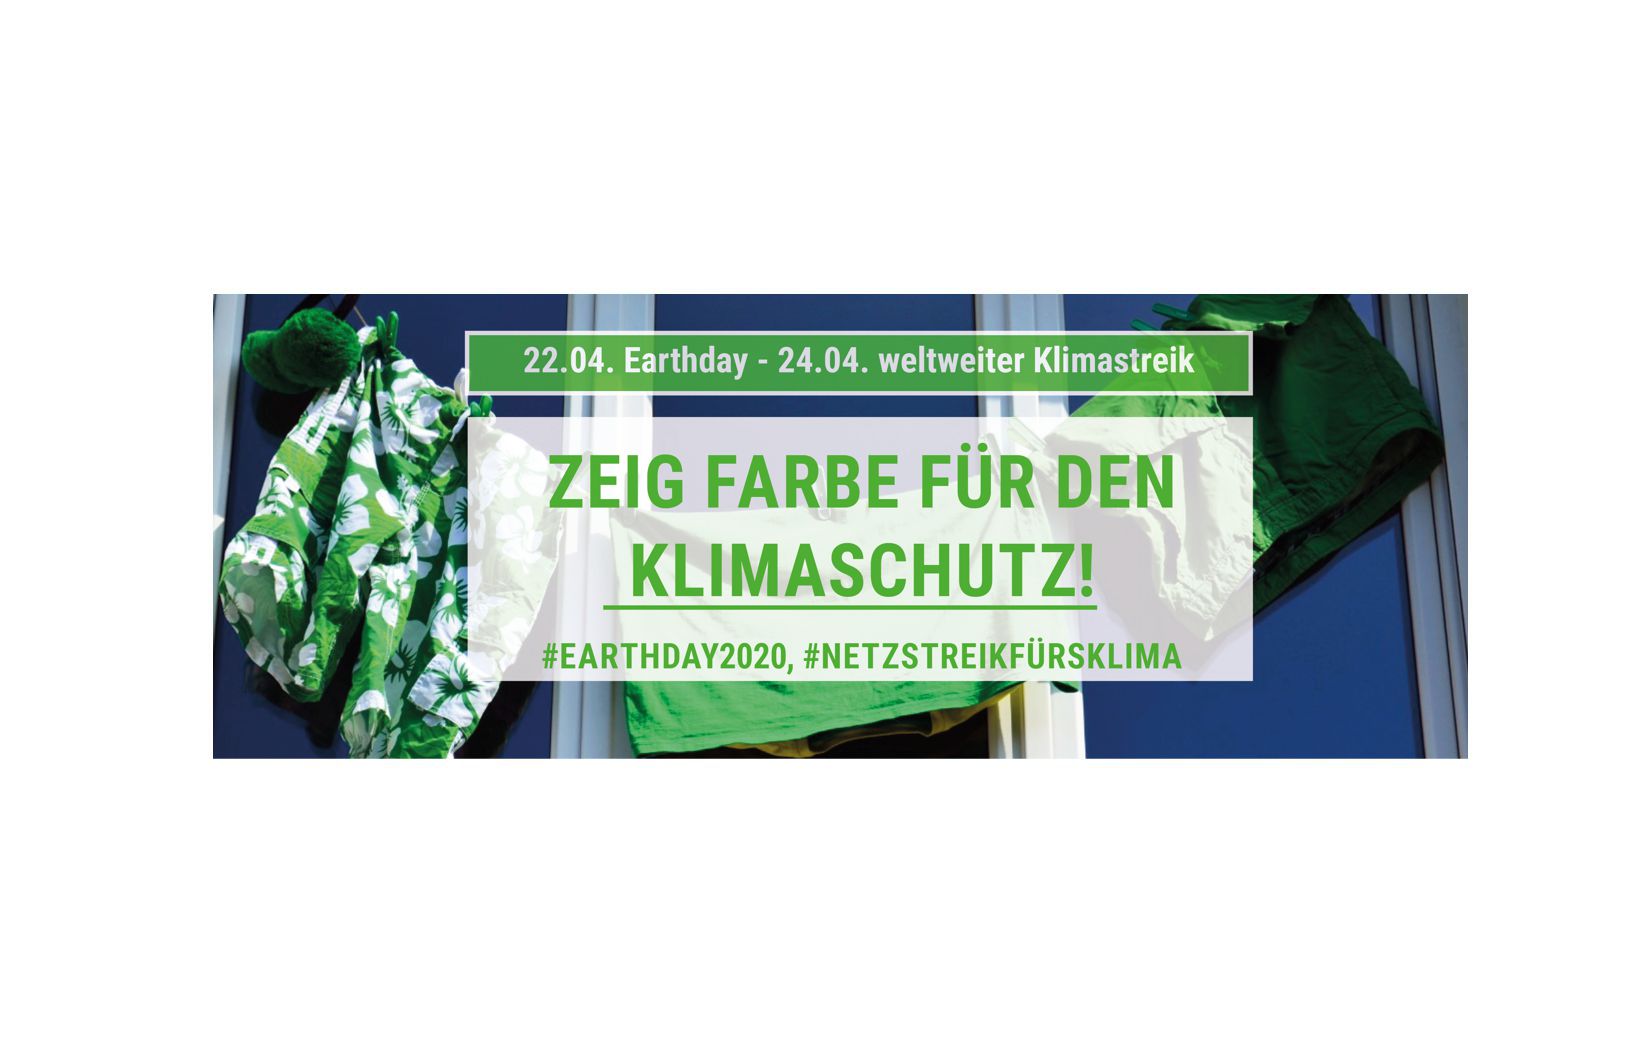 22.04. Earthday - 24.04. weltweiter Klimastreik
ZEIG FARBE FÜR DEN
KLIMASCHUTZ!
#EARTHDAY2020, #NETZSTREIKFÜRSKLIMA